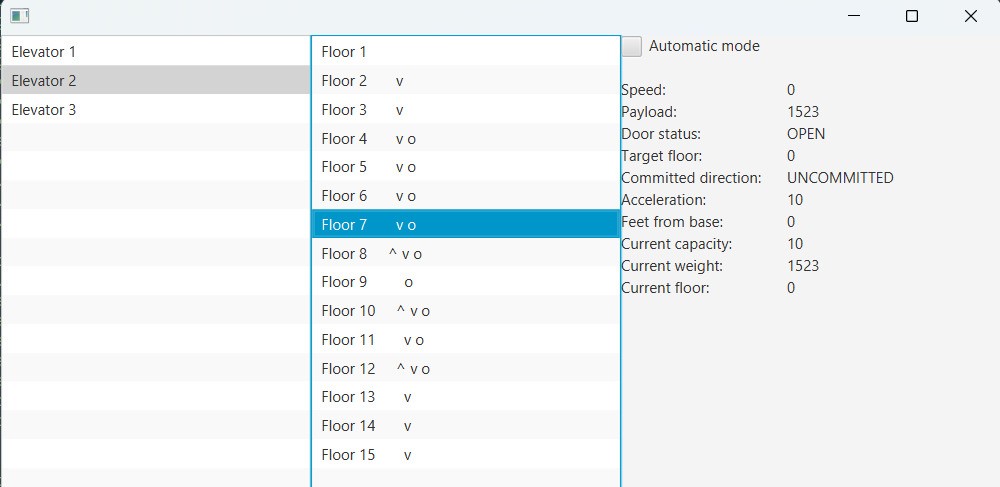 Elevator 1
Elevator 2
Elevator 3
Floor 1
Floor 2 v
Floor 3 v
Floor 4 v o
Floor 5 v o
Floor 6 v o
Floor 7 v o
Floor 8 ^ v o
Floor 9 o
Floor 10 ^ v o
Floor 11 v o
Floor 12 ^ v o
Floor 13 v
Floor 14 v
Floor 15 v
Automatic mode
Speed: 0
Payload: 1523
Door status: OPEN
Target floor: 0
Committed direction: UNCOMMITTED
Acceleration: 10
Feet from base: 0
Current capacity: 10
Current weight: 1523
Current floor: 0